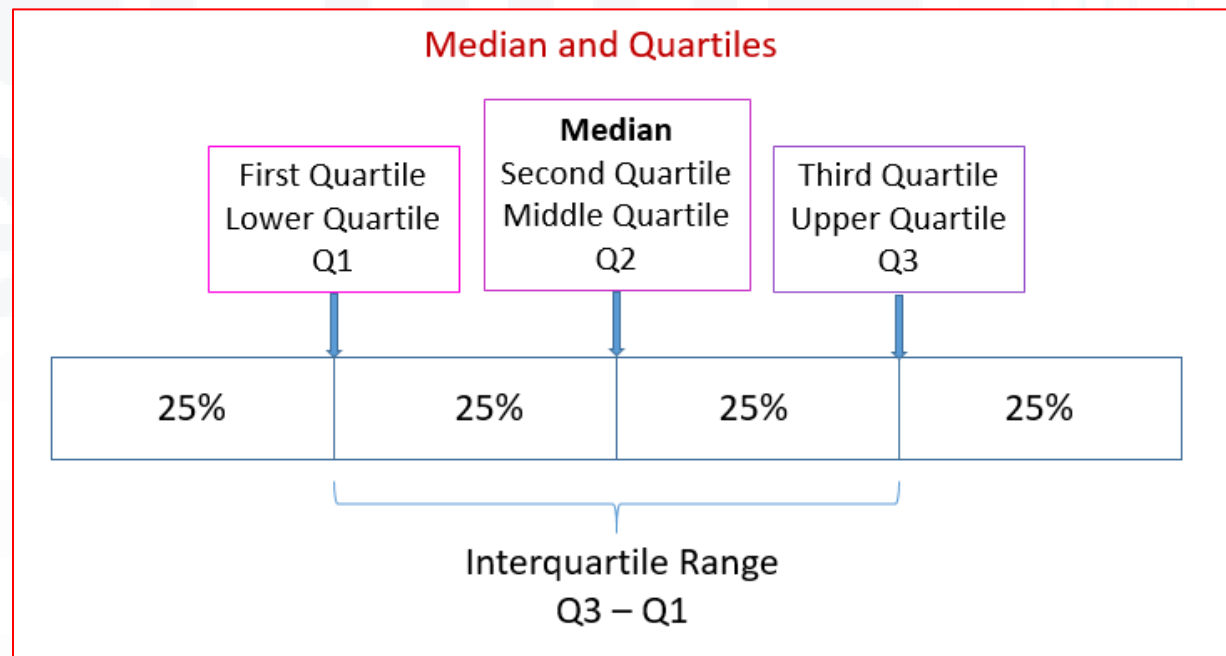 Median and Quartiles
First Quartile
Lower Quartile
Q1
Median
Second Quartile
Middle Quartile
Q2
Third Quartile
Upper Quartile
Q3
25%
25%
25%
25%
Interquartile Range
Q3 – Q1